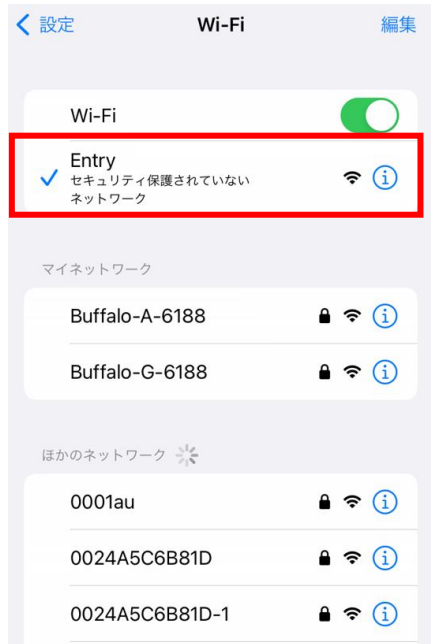 設定 Wi-Fi 編集
Wi-Fi
Entry
セキュリティ保護されていない
ネットワーク
マイネットワーク
Buffalo-A-6188
Buffalo-G-6188
ほかのネットワーク
0001au
0024A5C6B81D
0024A5C6B81D-1